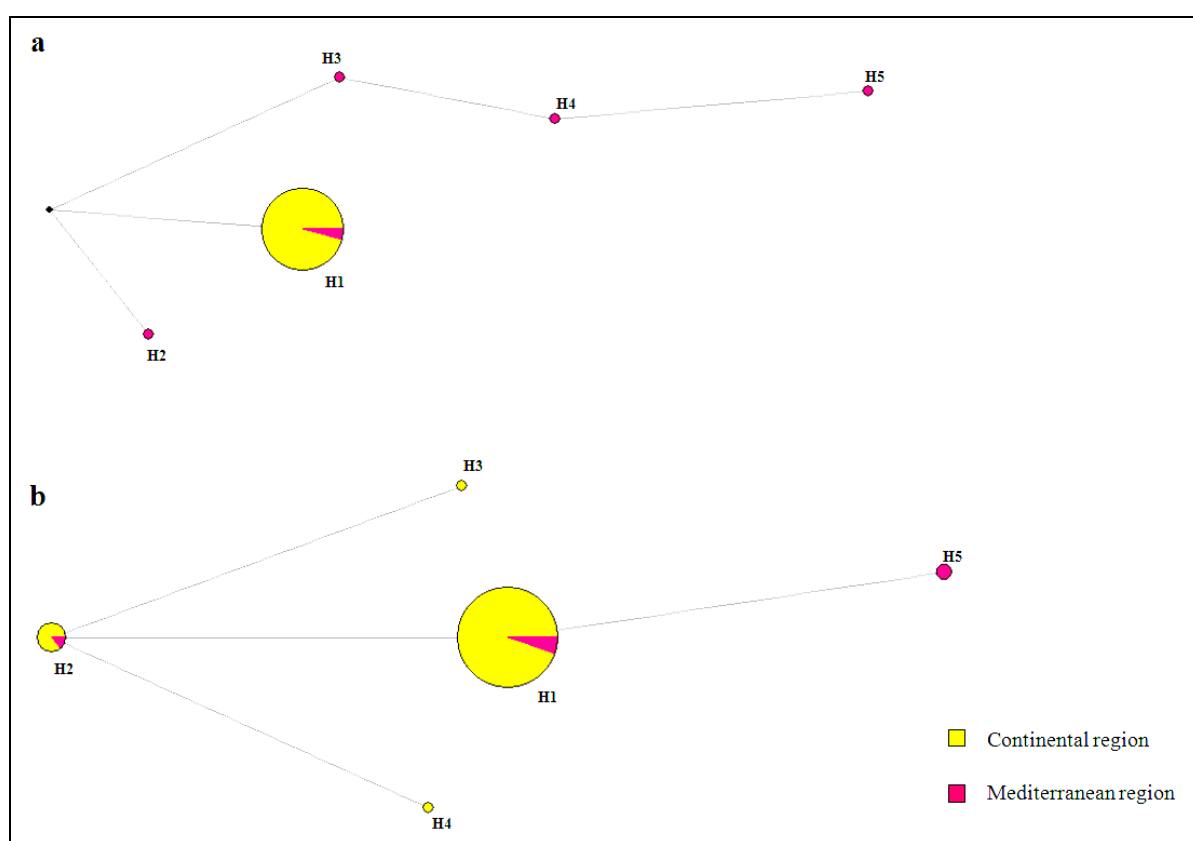 a
H3
H5
H4
H1
H2
b
H3
H5
H2
H1
Continental region
Mediterranean region
H4